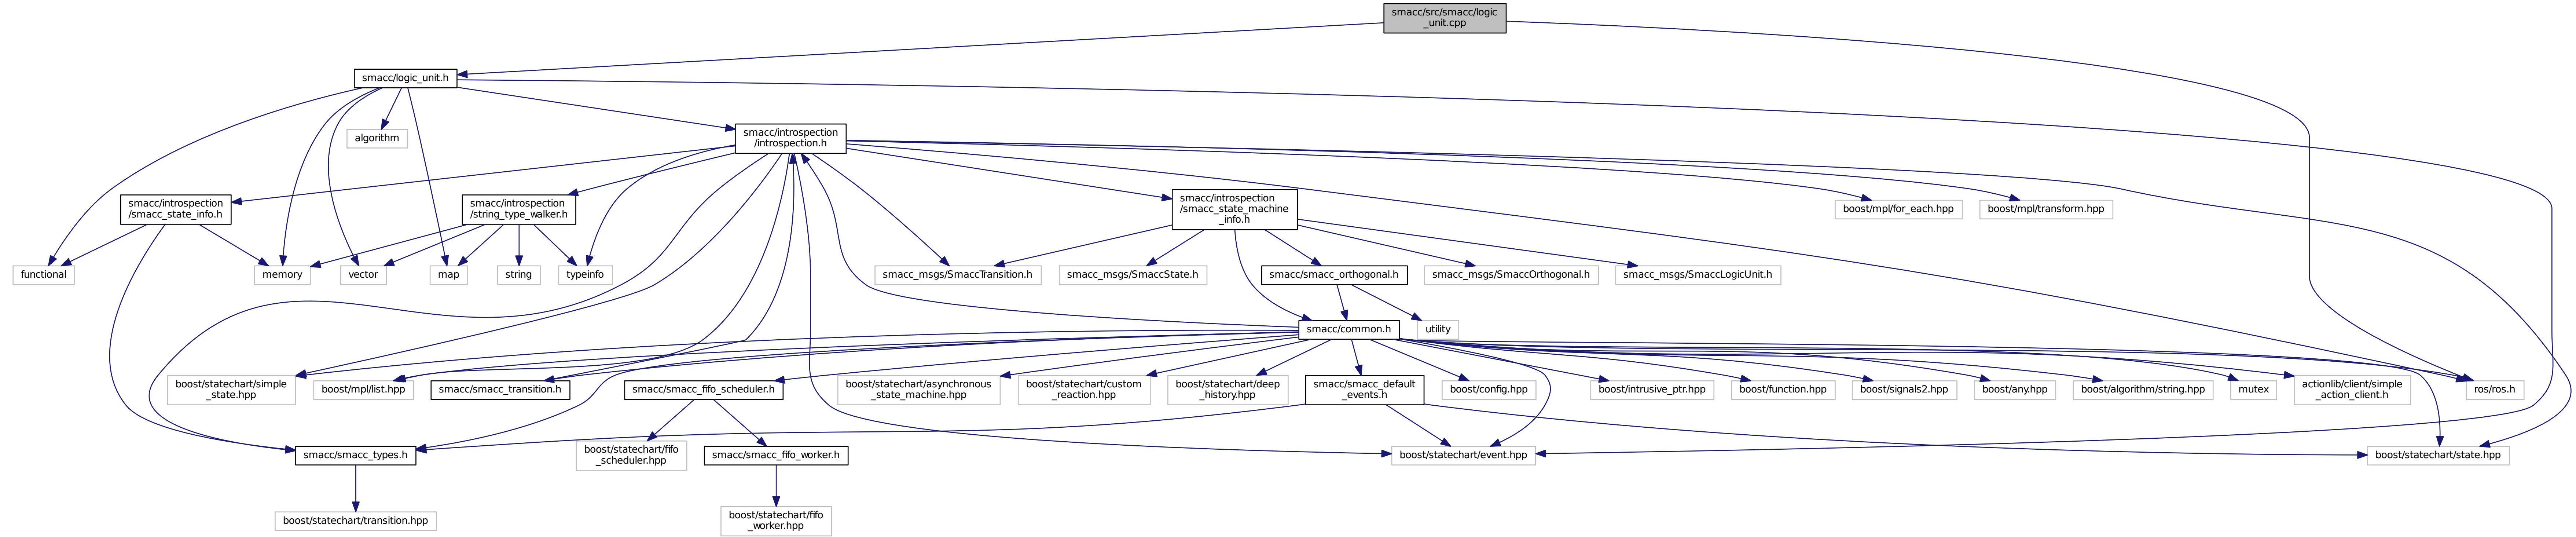 smacc/src/smacc/logic
_unit.cpp
smacc/logic_unit.h
algorithm
smacc/introspection
/introspection.h
smacc/introspection
/smacc_state_info.h
smacc/introspection
/string_type_walker.h
smacc/introspection
/smacc_state_machine
_info.h
boost/mpl/for_each.hpp
boost/mpl/transform.hpp
functional
memory
vector
map
string
typeinfo
smacc_msgs/SmaccTransition.h
smacc_msgs/SmaccState.h
smacc/smacc_orthogonal.h
smacc_msgs/SmaccOrthogonal.h
smacc_msgs/SmaccLogicUnit.h
smacc/common.h
utility
boost/statechart/simple
_state.hpp
boost/mpl/list.hpp
smacc/smacc_transition.h
smacc/smacc_fifo_scheduler.h
boost/statechart/asynchronous
_state_machine.hpp
boost/statechart/custom
_reaction.hpp
boost/statechart/deep
_history.hpp
smacc/smacc_default
_events.h
boost/config.hpp
boost/intrusive_ptr.hpp
boost/function.hpp
boost/signals2.hpp
boost/any.hpp
boost/algorithm/string.hpp
mutex
actionlib/client/simple
_action_client.h
ros/ros.h
smacc/smacc_types.h
boost/statechart/fifo
_scheduler.hpp
smacc/smacc_fifo_worker.h
boost/statechart/event.hpp
boost/statechart/state.hpp
boost/statechart/transition.hpp
boost/statechart/fifo
_worker.hpp